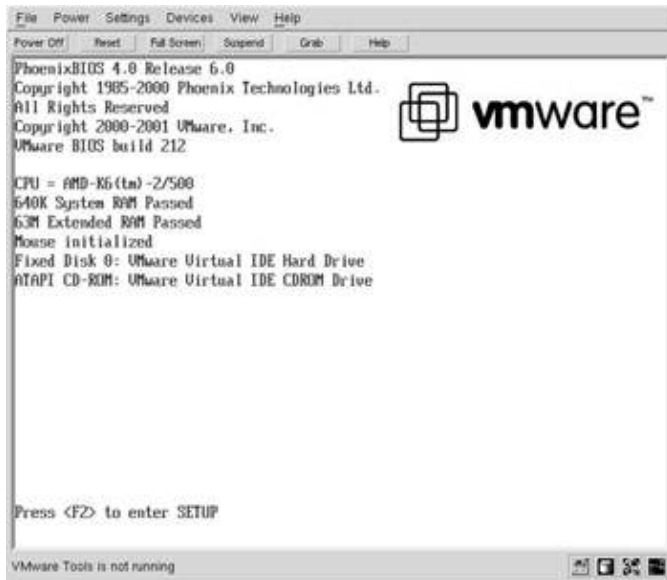 File Power Settings Devices View Help
Power Off Reset Full Screen Suspend Grab Help
PhoenixBIOS 4.0 Release 6.0
Copyright 1985-2000 Phoenix Technologies Ltd.
All Rights Reserved
Copyright 2000-2001 VMware, Inc.
VMware BIOS build 212
vmware™
CPU = AMD-K6(tm)-2/500
640K System RAM Passed
63M Extended RAM Passed
Mouse initialized
Fixed Disk 0: VMware Virtual IDE Hard Drive
ATAPI CD-ROM: VMware Virtual IDE CDROM Drive
Press <F2> to enter SETUP
VMware Tools is not running